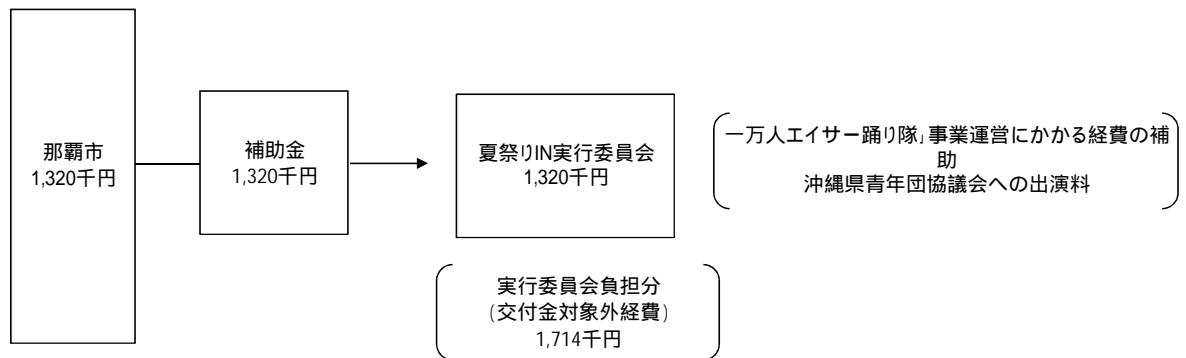 那覇市
1,320千円
補助金
1,320千円
夏祭りIN実行委員会
1,320千円
一万人エイサー踊り隊」事業運営にかかる経費の補
助
沖縄県青年団協議会への出演料
実行委員会負担分
(交付金対象外経費)
1,714千円